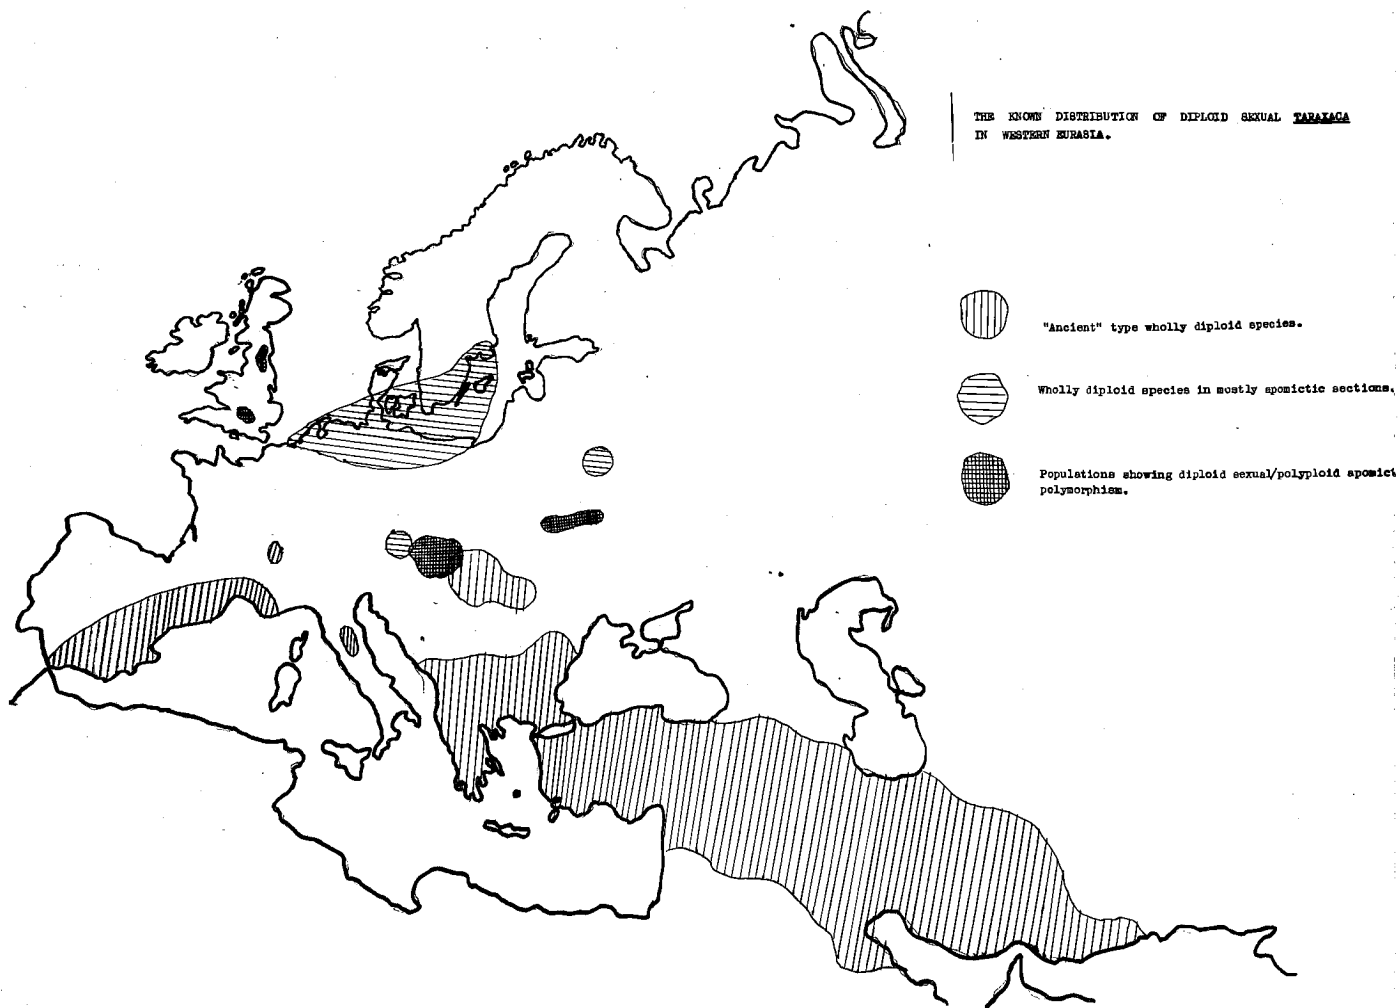 THE KNOWN DISTRIBUTION OF DIPLOID SEXUAL TARAXACA
IN WESTERN EURASIA.
"Ancient" type wholly diploid species.
Wholly diploid species in mostly apomictic sections.
Populations showing diploid sexual/polyploid apomict
polymorphism.